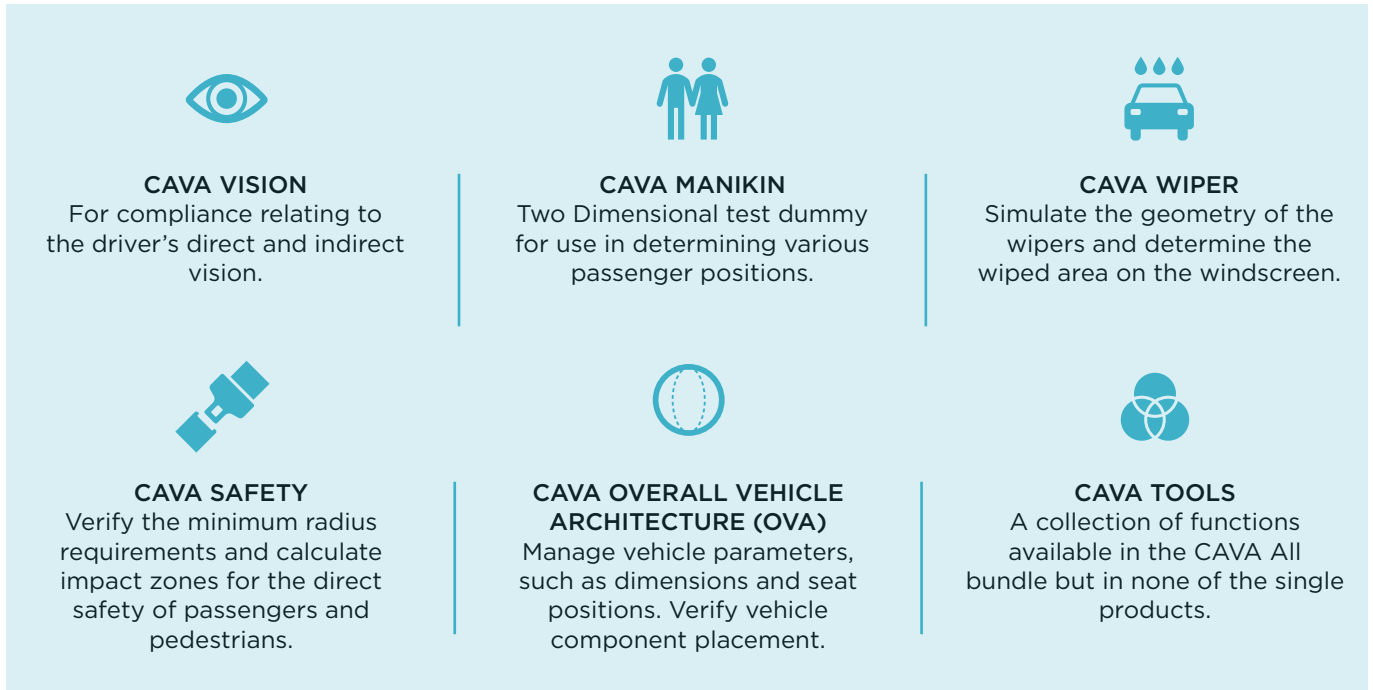 CAVA VISION
For compliance relating to
the driver's direct and indirect
vision.
CAVA MANIKIN
Two Dimensional test dummy
for use in determining various
passenger positions.
CAVA WIPER
Simulate the geometry of the
wipers and determine the
wiped area on the windscreen.
CAVA SAFETY
Verify the minimum radius
requirements and calculate
impact zones for the direct
safety of passengers and
pedestrians.
CAVA OVERALL VEHICLE
ARCHITECTURE (OVA)
Manage vehicle parameters,
such as dimensions and seat
positions. Verify vehicle
component placement.
CAVA TOOLS
A collection of functions
available in the CAVA All
bundle but in none of the single
products.